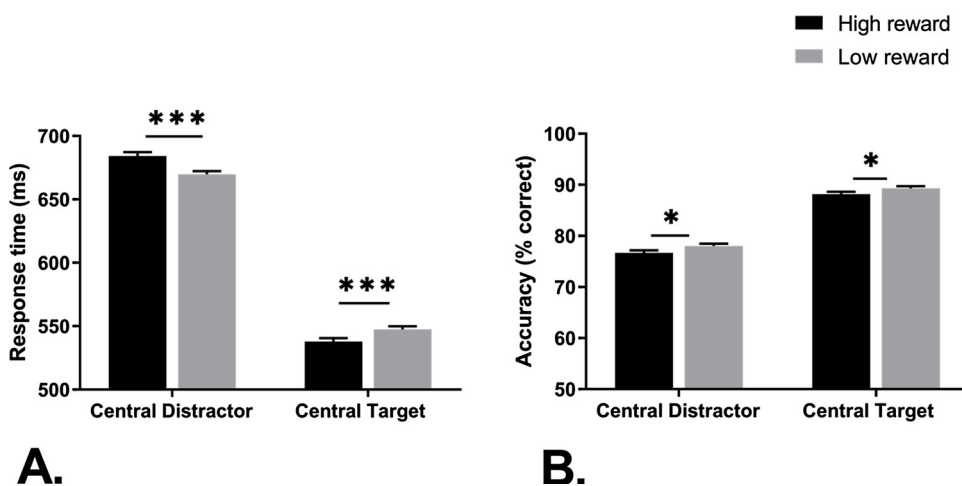 High reward
Low reward
Response time (ms)
700
650
600
550
500
***
***
Central Distractor
Central Target
A.
Accuracy (% correct)
100
90
80
70
60
50
*
*
Central Distractor
Central Target
B.